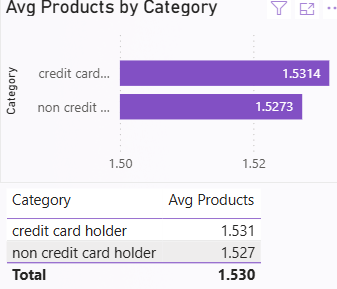 Avg Products by Category
Category
credit card...
1.5314
non credit ...
1.5273
1.50 1.52
Category Avg Products
credit card holder 1.531
non credit card holder 1.527
Total 1.530